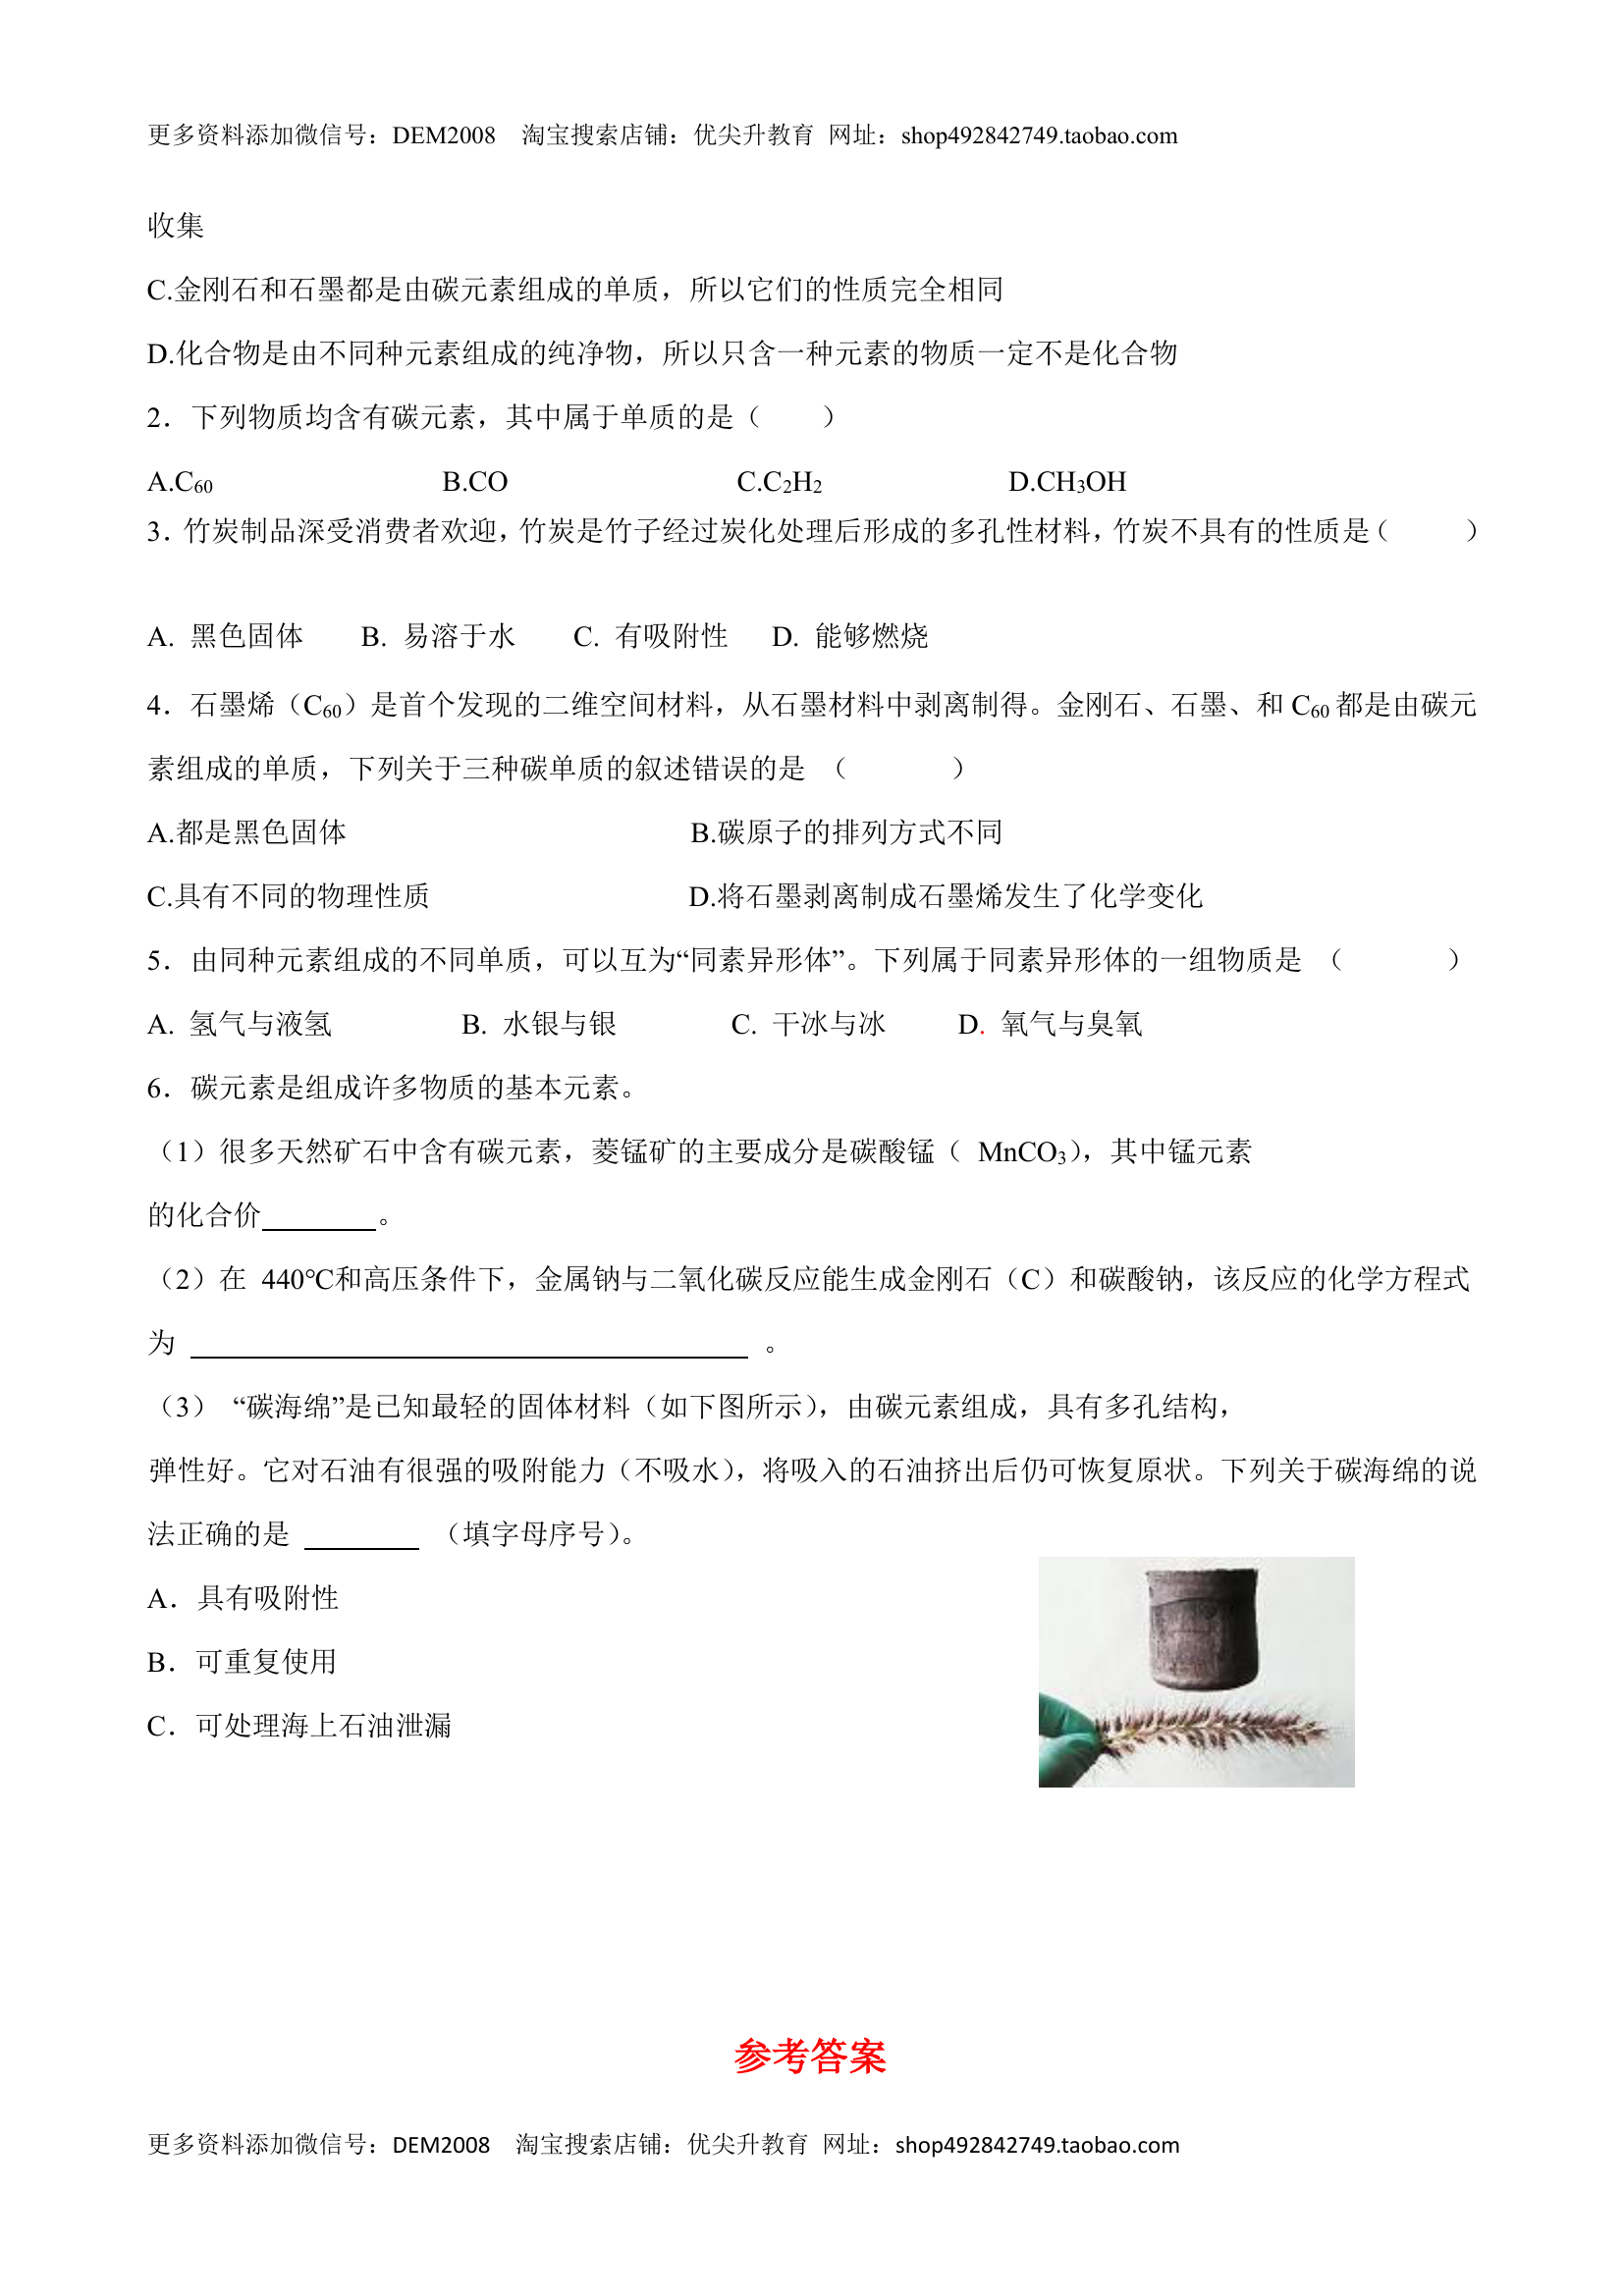 更多资料添加微信号：DEM2008 淘宝搜索店铺：优尖升教育 网址：shop492842749.taobao.com
收集
C.金刚石和石墨都是由碳元素组成的单质，所以它们的性质完全相同
D.化合物是由不同种元素组成的纯净物，所以只含一种元素的物质一定不是化合物
2．下列物质均含有碳元素，其中属于单质的是（ ）
A.C₆₀ B.CO C.C₂H₂ D.CH₃OH
3．竹炭制品深受消费者欢迎，竹炭是竹子经过炭化处理后形成的多孔性材料，竹炭不具有的性质是（ ）
A. 黑色固体 B. 易溶于水 C. 有吸附性 D. 能够燃烧
4．石墨烯（C₆₀）是首个发现的二维空间材料，从石墨材料中剥离制得。金刚石、石墨、和 C₆₀ 都是由碳元
素组成的单质，下列关于三种碳单质的叙述错误的是 （ ）
A.都是黑色固体 B.碳原子的排列方式不同
C.具有不同的物理性质 D.将石墨剥离制成石墨烯发生了化学变化
5．由同种元素组成的不同单质，可以互为“同素异形体”。下列属于同素异形体的一组物质是 （ ）
A. 氢气与液氢 B. 水银与银 C. 干冰与冰 D. 氧气与臭氧
6．碳元素是组成许多物质的基本元素。
（1）很多天然矿石中含有碳元素，菱锰矿的主要成分是碳酸锰（ MnCO₃），其中锰元素
的化合价________。
（2）在 440℃和高压条件下，金属钠与二氧化碳反应能生成金刚石（C）和碳酸钠，该反应的化学方程式
为 ________________________________________ 。
（3） “碳海绵”是已知最轻的固体材料（如下图所示），由碳元素组成，具有多孔结构，
弹性好。它对石油有很强的吸附能力（不吸水），将吸入的石油挤出后仍可恢复原状。下列关于碳海绵的说
法正确的是 ________ （填字母序号）。
A．具有吸附性
B．可重复使用
C．可处理海上石油泄漏
参考答案
更多资料添加微信号：DEM2008 淘宝搜索店铺：优尖升教育 网址：shop492842749.taobao.com